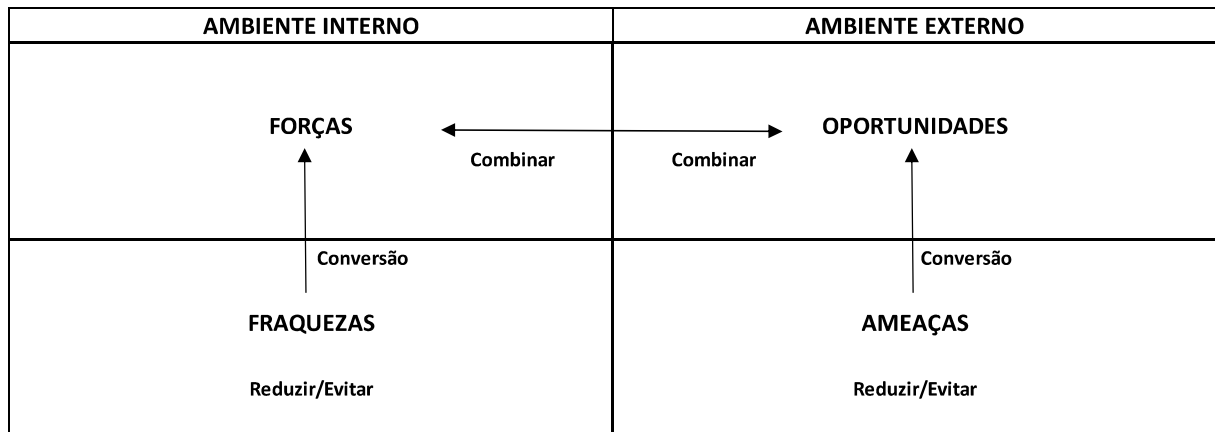 AMBIENTE INTERNO
AMBIENTE EXTERNO
FORÇAS
OPORTUNIDADES
Combinar
Combinar
Conversão
Conversão
FRAQUEZAS
AMEAÇAS
Reduzir/Evitar
Reduzir/Evitar